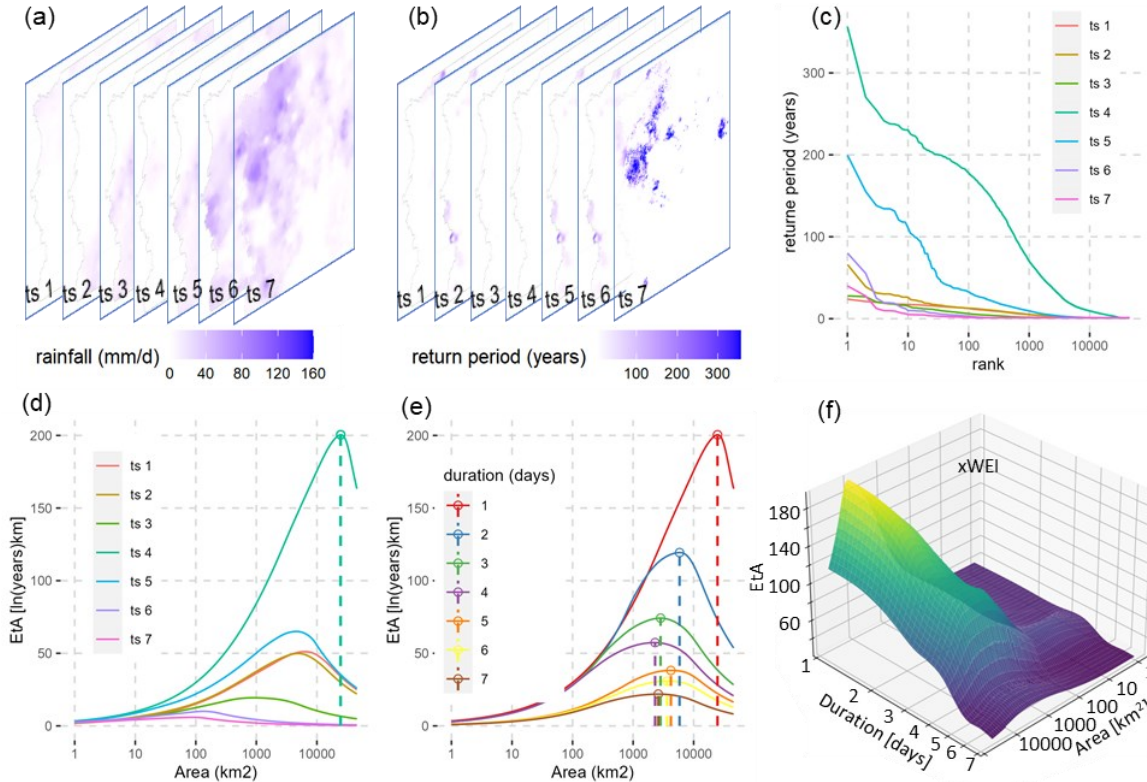 (a)
ts 1
ts 2
ts 3
ts 4
ts 5
ts 6
ts 7
rainfall (mm/d)
0 40 80 120 160
(b)
ts 1
ts 2
ts 3
ts 4
ts 5
ts 6
ts 7
return period (years)
100 200 300
(c)
returne period (years)
300
200
100
0
1 10 100 1000 10000
rank
ts 1
ts 2
ts 3
ts 4
ts 5
ts 6
ts 7
(d)
EtA [ln(years)km]
200
150
100
50
0
1 10 100 1000 10000
Area (km2)
ts 1
ts 2
ts 3
ts 4
ts 5
ts 6
ts 7
(e)
EtA [ln(years)km]
200
150
100
50
0
1 10 100 1000 10000
Area (km2)
duration (days)
1
2
3
4
5
6
7
(f)
xWEI
EtA
180
140
100
60
1 2 3 4 5 6 7
Duration [days]
10000 1000 100 10 1
Area [km²]